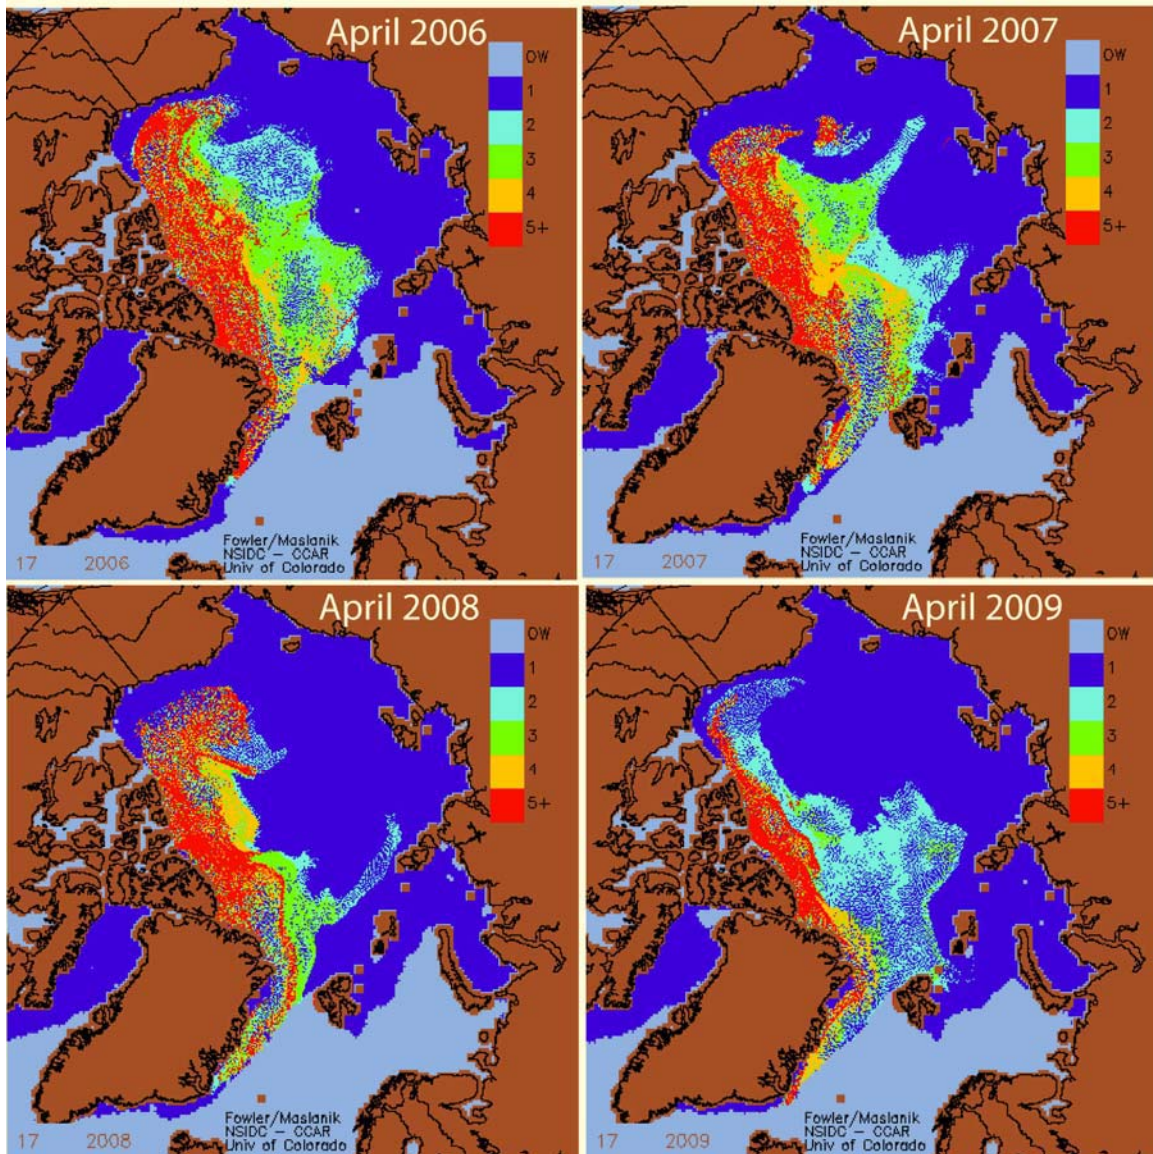 April 2006
OW
1
2
3
4
5+
Fowler/Maslanik
NSIDC – CCAR
Univ of Colorado
17 2006
April 2007
OW
1
2
3
4
5+
Fowler/Maslanik
NSIDC – CCAR
Univ of Colorado
17 2007
April 2008
OW
1
2
3
4
5+
Fowler/Maslanik
NSIDC – CCAR
Univ of Colorado
17 2008
April 2009
OW
1
2
3
4
5+
Fowler/Maslanik
NSIDC – CCAR
Univ of Colorado
17 2009